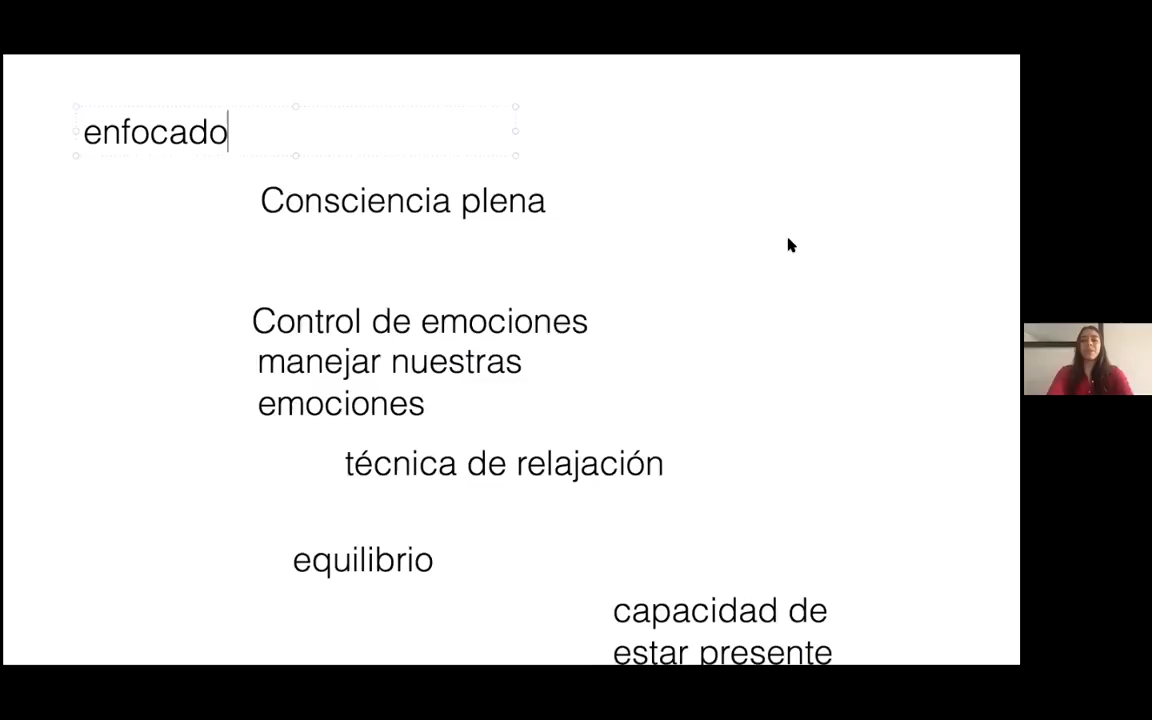 enfocado
Consciencia plena
Control de emociones
manejar nuestras
emociones
técnica de relajación
equilibrio
capacidad de
estar presente